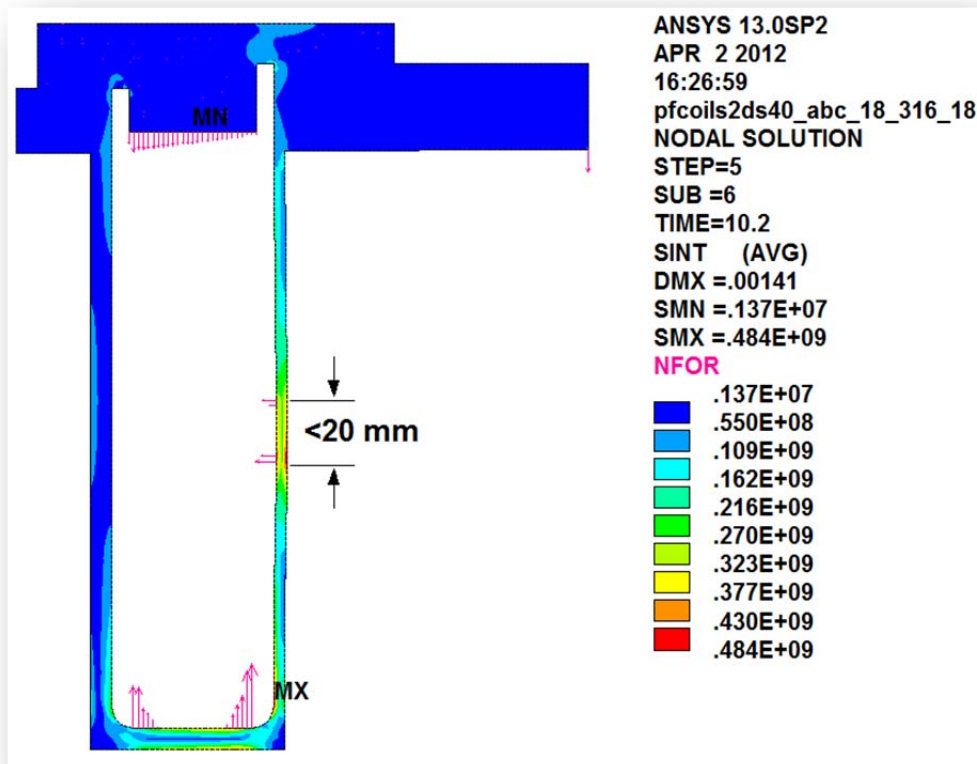 ANSYS 13.0SP2
APR 2 2012
16:26:59
pfcoils2ds40_abc_18_316_18
NODAL SOLUTION
STEP=5
SUB =6
TIME=10.2
SINT (AVG)
DMX =.00141
SMN =.137E+07
SMX =.484E+09
NFOR
.137E+07
.550E+08
.109E+09
.162E+09
.216E+09
.270E+09
.323E+09
.377E+09
.430E+09
.484E+09
MN
<20 mm
MX